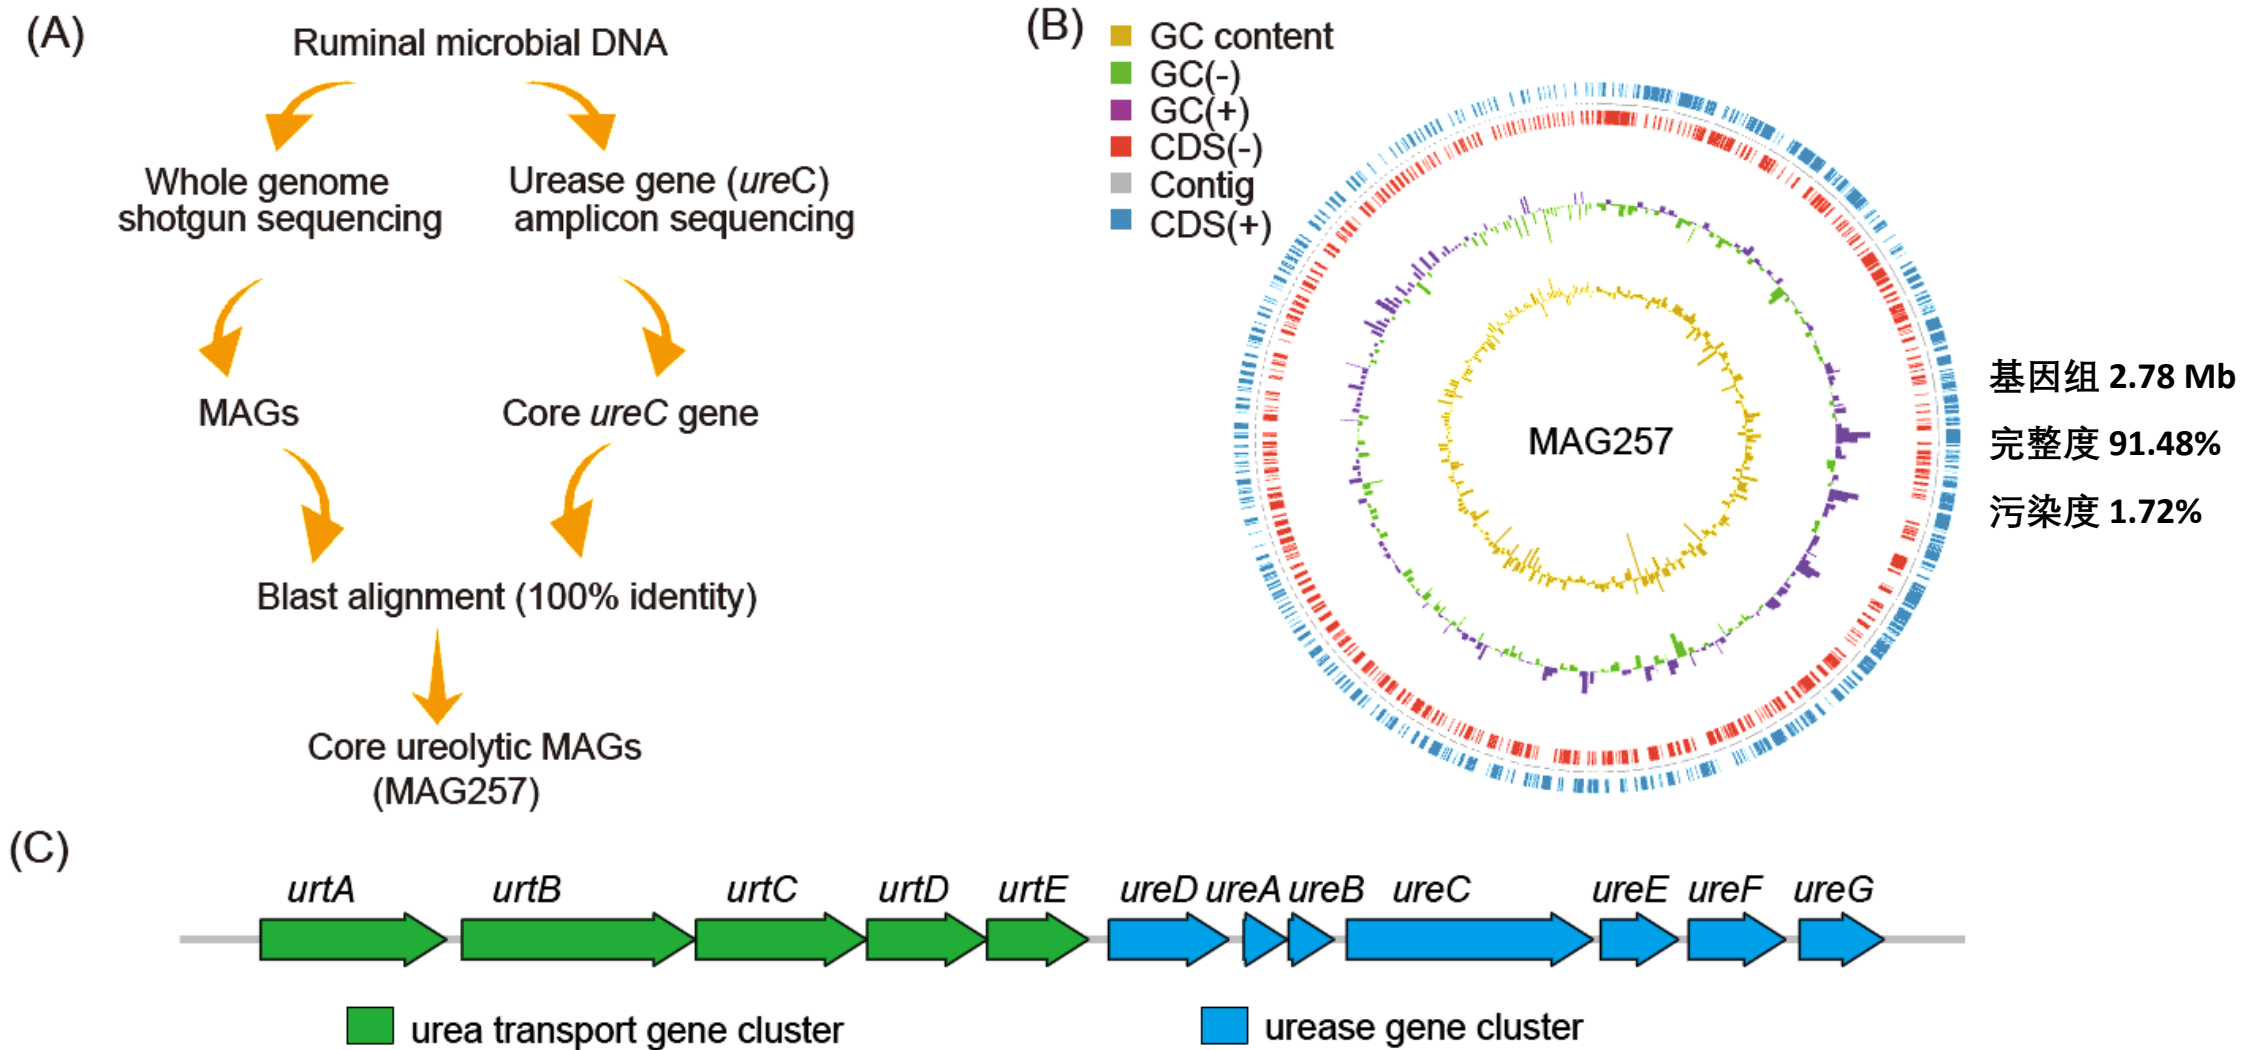 (A)
Ruminal microbial DNA
Whole genome
shotgun sequencing
Urease gene (ureC)
amplicon sequencing
MAGs
Core ureC gene
Blast alignment (100% identity)
Core ureolytic MAGs
(MAG257)
(B)
GC content
GC(-)
GC(+)
CDS(-)
Contig
CDS(+)
MAG257
基因组 2.78 Mb
完整度 91.48%
污染度 1.72%
(C)
urtA urtB urtC urtD urtE ureD ureA ureB ureC ureE ureF ureG
urea transport gene cluster
urease gene cluster